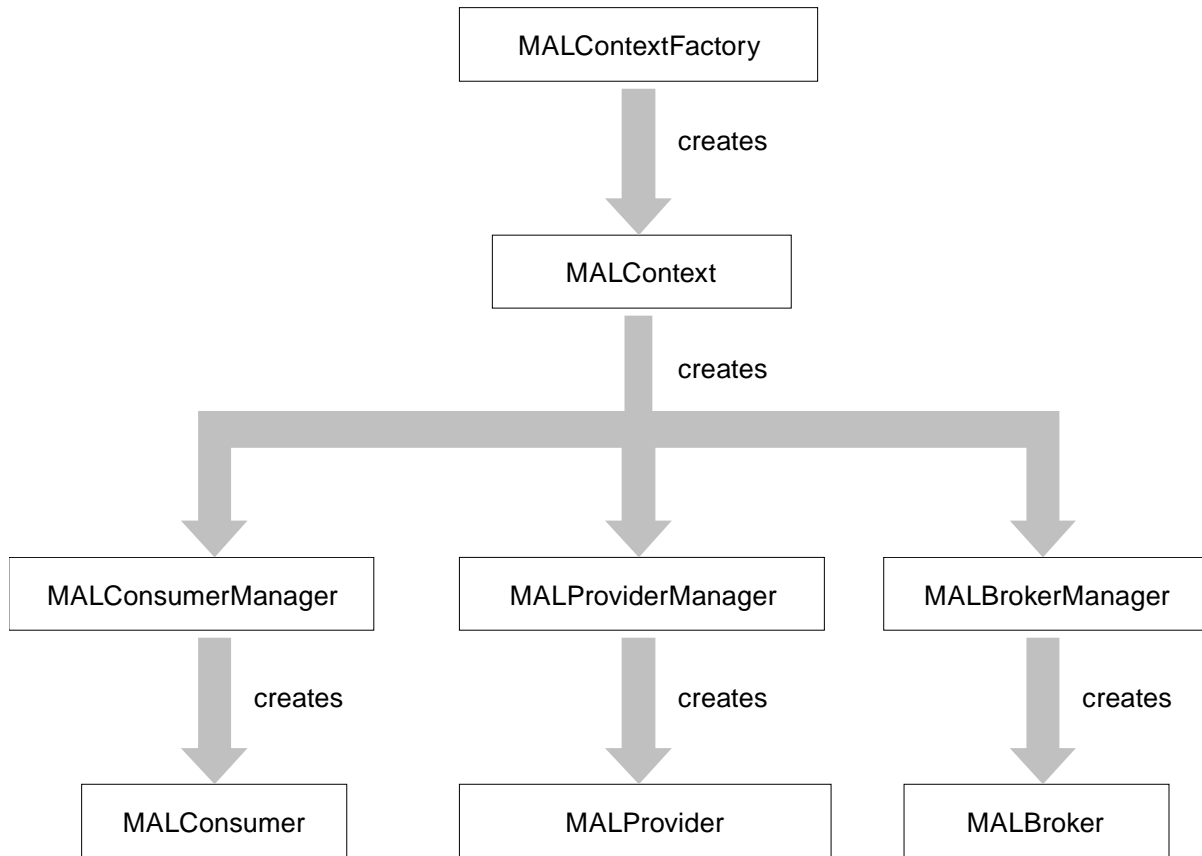 MALContextFactory
creates
MALContext
creates
MALConsumerManager
MALProviderManager
MALBrokerManager
creates
creates
creates
MALConsumer
MALProvider
MALBroker